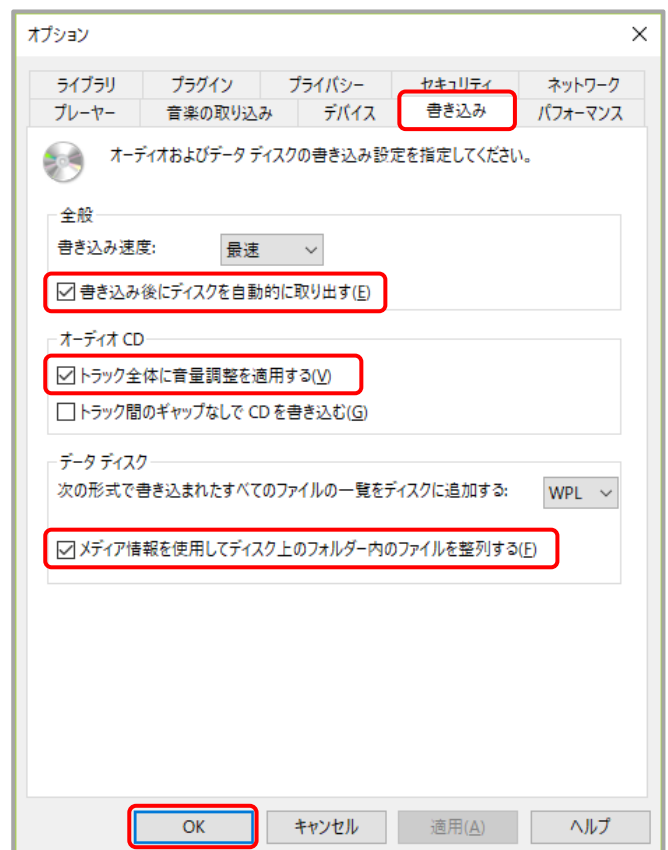 オプション
ライブラリ プラグイン プライバシー セキュリティ ネットワーク
プレーヤー 音楽の取り込み デバイス 書き込み パフォーマンス
オーディオおよびデータ ディスクの書き込み設定を指定してください。
全般
書き込み速度: 最速
書き込み後にディスクを自動的に取り出す(E)
オーディオ CD
トラック全体に音量調整を適用する(V)
トラック間のギャップなしで CD を書き込む(G)
データ ディスク
次の形式で書き込まれたすべてのファイルの一覧をディスクに追加する: WPL
メディア情報を使用してディスク上のフォルダー内のファイルを整列する(F)
OK キャンセル 適用(A) ヘルプ